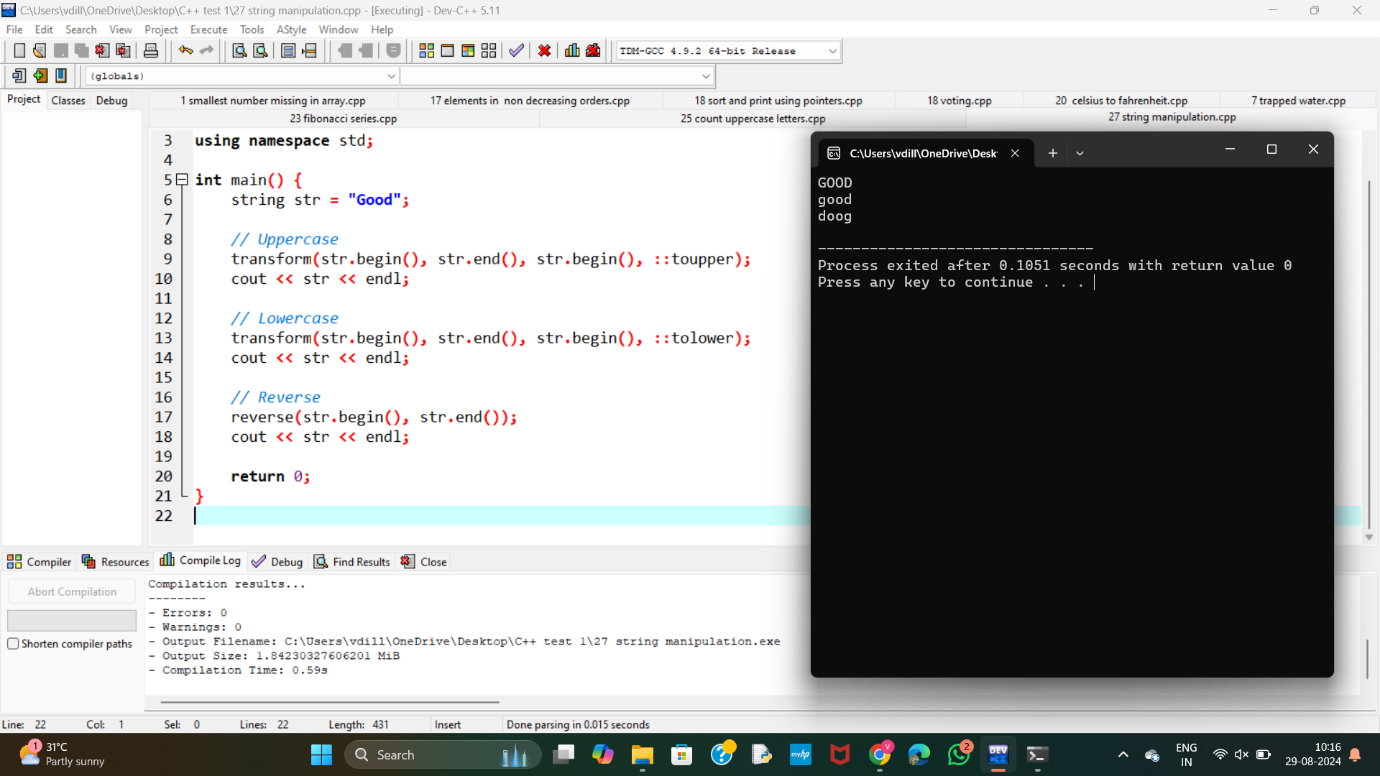 C:\Users\vdill\OneDrive\Desktop\C++ test 1\27 string manipulation.cpp - [Executing] - Dev-C++ 5.11
File Edit Search View Project Execute Tools AStyle Window Help
TDM-GCC 4.9.2 64-bit Release
(globals)
Project Classes Debug
1 smallest number missing in array.cpp 17 elements in non decreasing orders.cpp 18 sort and print using pointers.cpp 18 voting.cpp 20 celsius to fahrenheit.cpp 7 trapped water.cpp
23 fibonacci series.cpp 25 count uppercase letters.cpp 27 string manipulation.cpp
3 using namespace std;
4
5 int main() {
6 string str = "Good";
7
8 // Uppercase
9 transform(str.begin(), str.end(), str.begin(), ::toupper);
10 cout << str << endl;
11
12 // Lowercase
13 transform(str.begin(), str.end(), str.begin(), ::tolower);
14 cout << str << endl;
15
16 // Reverse
17 reverse(str.begin(), str.end());
18 cout << str << endl;
19
20 return 0;
21 }
22
C:\Users\vdill\OneDrive\Desk
GOOD
good
doog
--------------------------------
Process exited after 0.1051 seconds with return value 0
Press any key to continue . . .
Compiler Resources Compile Log Debug Find Results Close
Abort Compilation
Shorten compiler paths
Compilation results...
--------
- Errors: 0
- Warnings: 0
- Output Filename: C:\Users\vdill\OneDrive\Desktop\C++ test 1\27 string manipulation.exe
- Output Size: 1.84230327606201 MiB
- Compilation Time: 0.59s
Line: 22 Col: 1 Sel: 0 Lines: 22 Length: 431 Insert Done parsing in 0.015 seconds
1
31°C
Partly sunny
Search
myhp
V
2
DEV
ENG
IN
10:16
29-08-2024